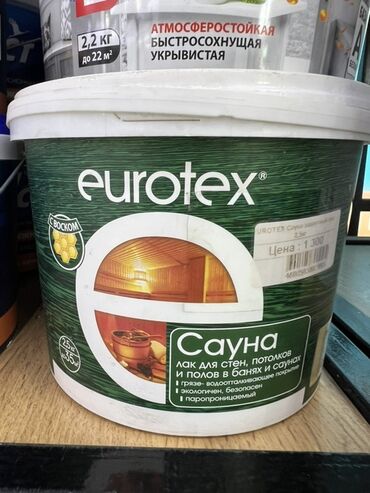 АТМОСФЕРОСТОЙКАЯ
БЫСТРОСОХНУЩАЯ
УКРЫВИСТАЯ
2,2 кг
до 22 м²
eurotex®
С ВОСКОМ
Цена : 1 300
Сауна
лак для стен, потолков
и полов в банях и саунах
грязе- водоотталкивающее покрытие
экологичен, безопасен
паропроницаемый